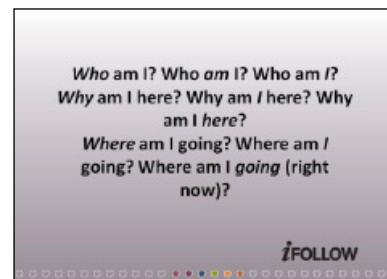 Who am I? Who am I? Who am I?
Why am I here? Why am I here? Why
am I here?
Where am I going? Where am I
going? Where am I going (right
now)?
iFOLLOW